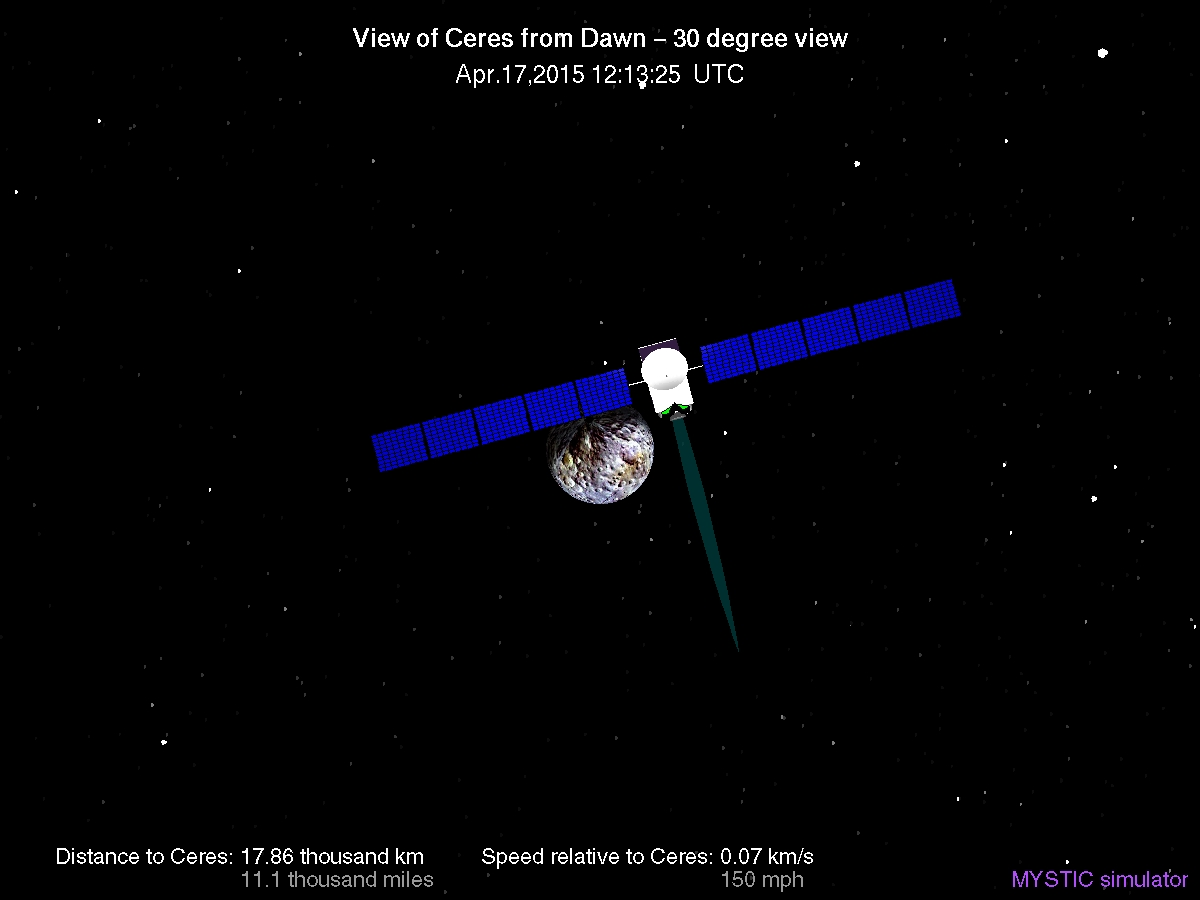 View of Ceres from Dawn – 30 degree view
Apr.17,2015 12:13:25 UTC
Distance to Ceres: 17.86 thousand km
11.1 thousand miles
Speed relative to Ceres: 0.07 km/s
150 mph
MYSTIC simulator